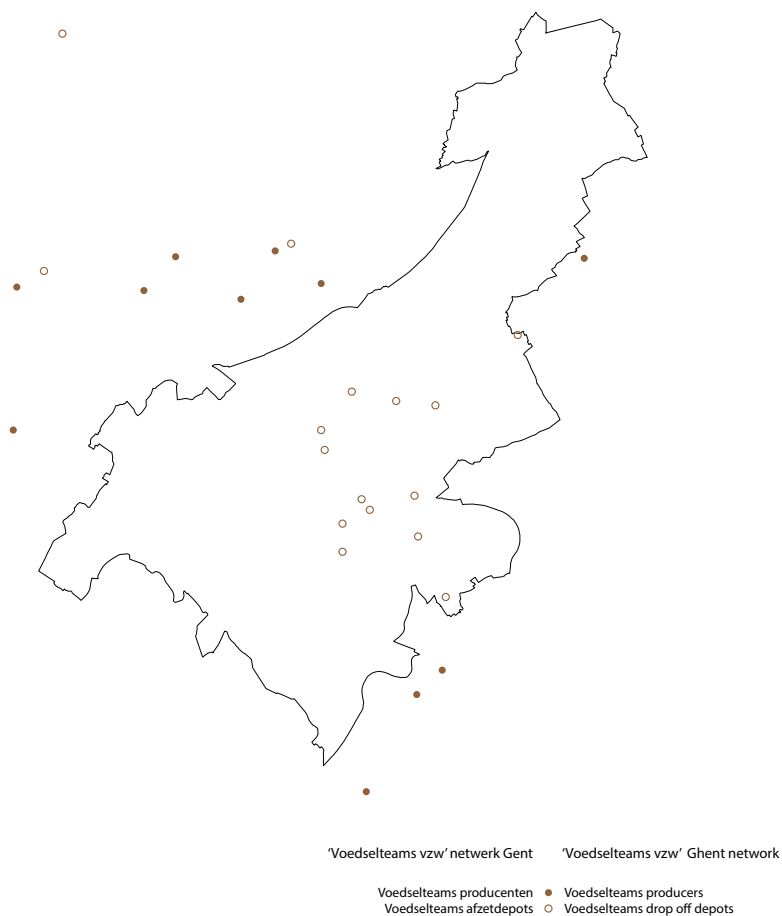 'Voedselteams vzw' netwerk Gent 'Voedselteams vzw' Ghent network
Voedselteams producenten Voedselteams producers
Voedselteams afzetdepots Voedselteams drop off depots